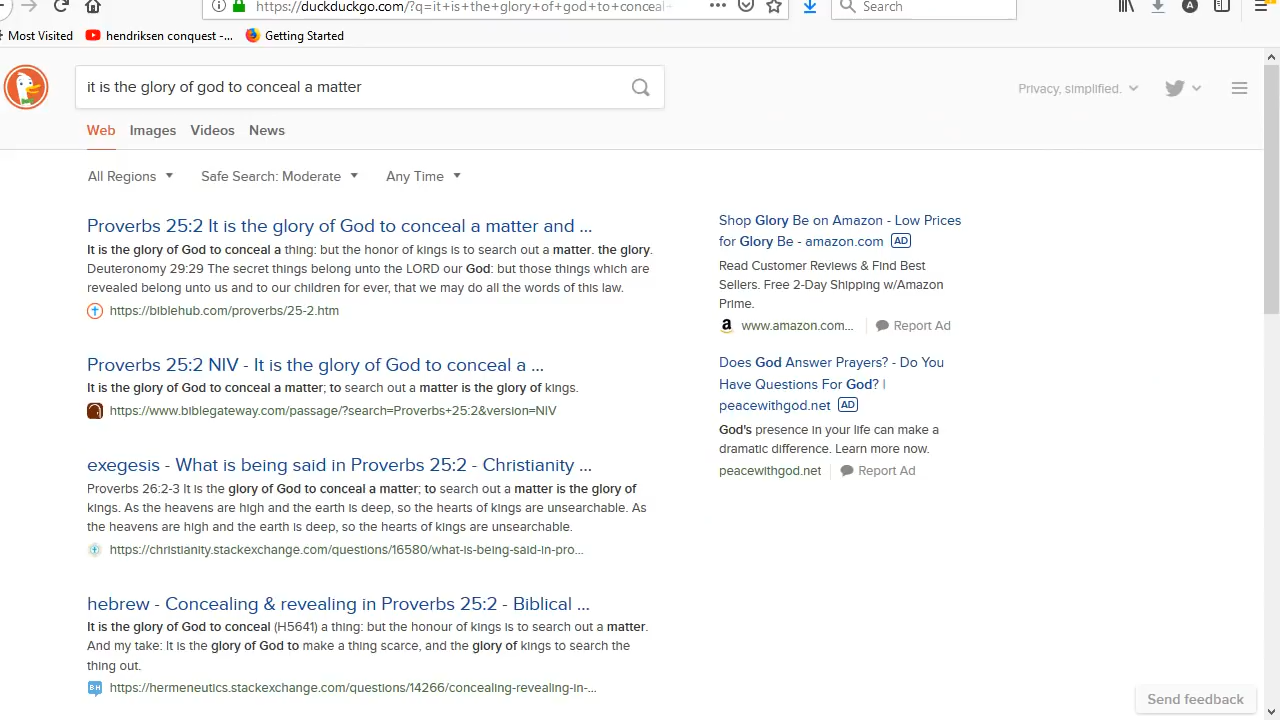 https://duckduckgo.com/?q=it+is+the+glory+of+god+to+conceal
Search
Most Visited
hendriksen conquest -...
Getting Started
it is the glory of god to conceal a matter
Privacy, simplified.
Web Images Videos News
All Regions Safe Search: Moderate Any Time
Proverbs 25:2 It is the glory of God to conceal a matter and ...
It is the glory of God to conceal a thing: but the honor of kings is to search out a matter. the glory.
Deuteronomy 29:29 The secret things belong unto the LORD our God: but those things which are
revealed belong unto us and to our children for ever, that we may do all the words of this law.
https://biblehub.com/proverbs/25-2.htm
Proverbs 25:2 NIV - It is the glory of God to conceal a ...
It is the glory of God to conceal a matter; to search out a matter is the glory of kings.
https://www.biblegateway.com/passage/?search=Proverbs+25:2&version=NIV
exegesis - What is being said in Proverbs 25:2 - Christianity ...
Proverbs 26:2-3 It is the glory of God to conceal a matter; to search out a matter is the glory of
kings. As the heavens are high and the earth is deep, so the hearts of kings are unsearchable. As
the heavens are high and the earth is deep, so the hearts of kings are unsearchable.
https://christianity.stackexchange.com/questions/16580/what-is-being-said-in-pro...
hebrew - Concealing & revealing in Proverbs 25:2 - Biblical ...
It is the glory of God to conceal (H5641) a thing: but the honour of kings is to search out a matter.
And my take: It is the glory of God to make a thing scarce, and the glory of kings to search the
thing out.
BH
https://hermeneutics.stackexchange.com/questions/14266/concealing-revealing-in-...
Shop Glory Be on Amazon - Low Prices
for Glory Be - amazon.com AD
Read Customer Reviews & Find Best
Sellers. Free 2-Day Shipping w/Amazon
Prime.
a www.amazon.com... Report Ad
Does God Answer Prayers? - Do You
Have Questions For God? |
peacewithgod.net AD
God's presence in your life can make a
dramatic difference. Learn more now.
peacewithgod.net Report Ad
Send feedback